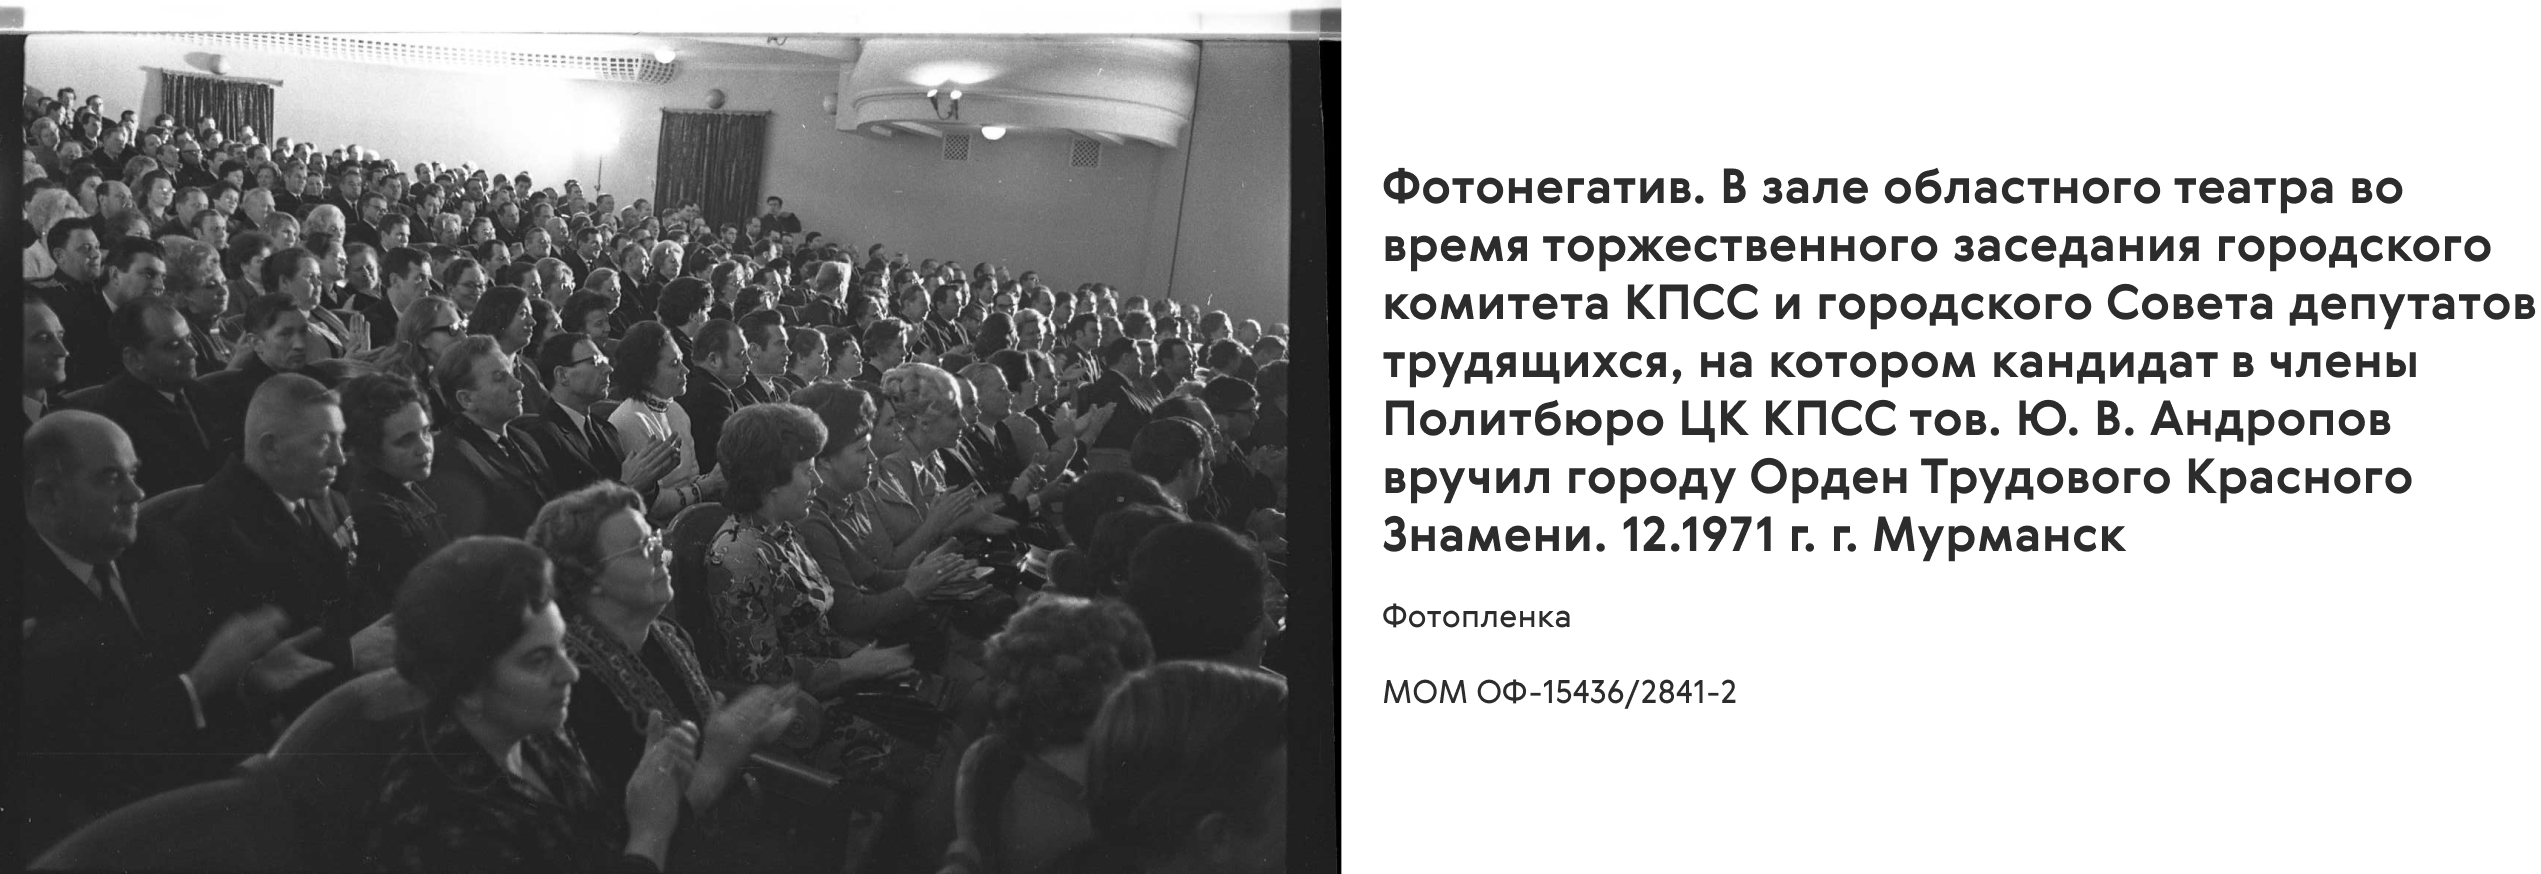 Фотонегатив. В зале областного театра во
время торжественного заседания городского
комитета КПСС и городского Совета депутатов
трудящихся, на котором кандидат в члены
Политбюро ЦК КПСС тов. Ю. В. Андропов
вручил городу Орден Трудового Красного
Знамени. 12.1971 г. г. Мурманск
Фотопленка
МОМ ОФ-15436/2841-2